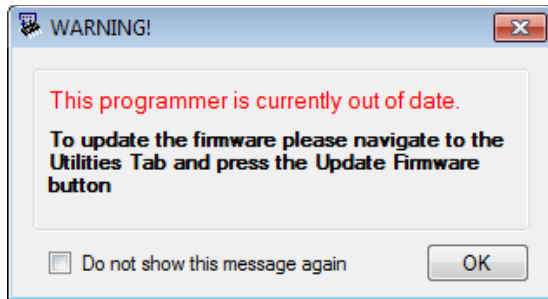 WARNING!
This programmer is currently out of date.
To update the firmware please navigate to the
Utilities Tab and press the Update Firmware
button
Do not show this message again
OK